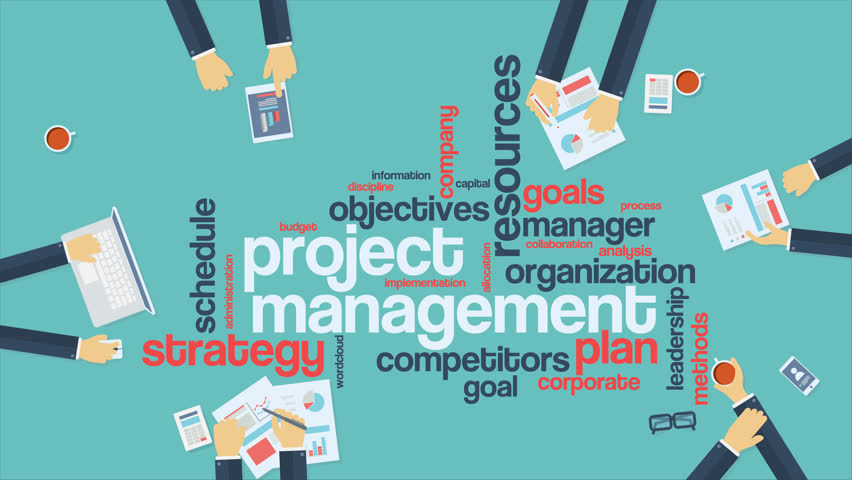 resources
company
information
discipline
capital
goals
objectives
process
schedule
budget
manager
project
collaboration
analysis
administration
implementation
allocation
organization
management
leadership
methods
strategy
wordcloud
competitors
plan
goal
corporate